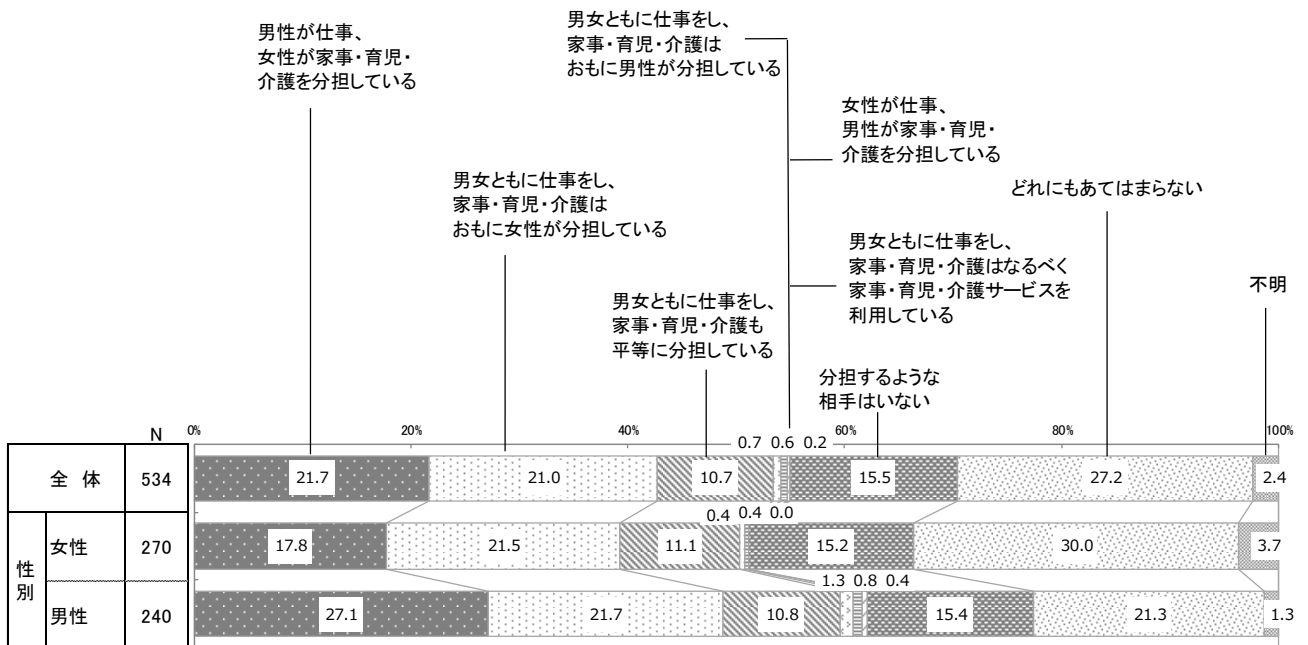 男性が仕事、
女性が家事・育児・
介護を分担している
男女ともに仕事をし、
家事・育児・介護は
おもに女性が分担している
男女ともに仕事をし、
家事・育児・介護も
平等に分担している
男女ともに仕事をし、
家事・育児・介護は
おもに男性が分担している
女性が仕事、
男性が家事・育児・
介護を分担している
男女ともに仕事をし、
家事・育児・介護はなるべく
家事・育児・介護サービスを
利用している
分担するような
相手はいない
どれにもあてはまらない
不明
N 0% 20% 40% 60% 80% 100%
0.7 0.6 0.2
全体 534 21.7 21.0 10.7 15.5 27.2 2.4
0.4 0.4 0.0
性別
女性 270 17.8 21.5 11.1 15.2 30.0 3.7
1.3 0.8 0.4
男性 240 27.1 21.7 10.8 15.4 21.3 1.3